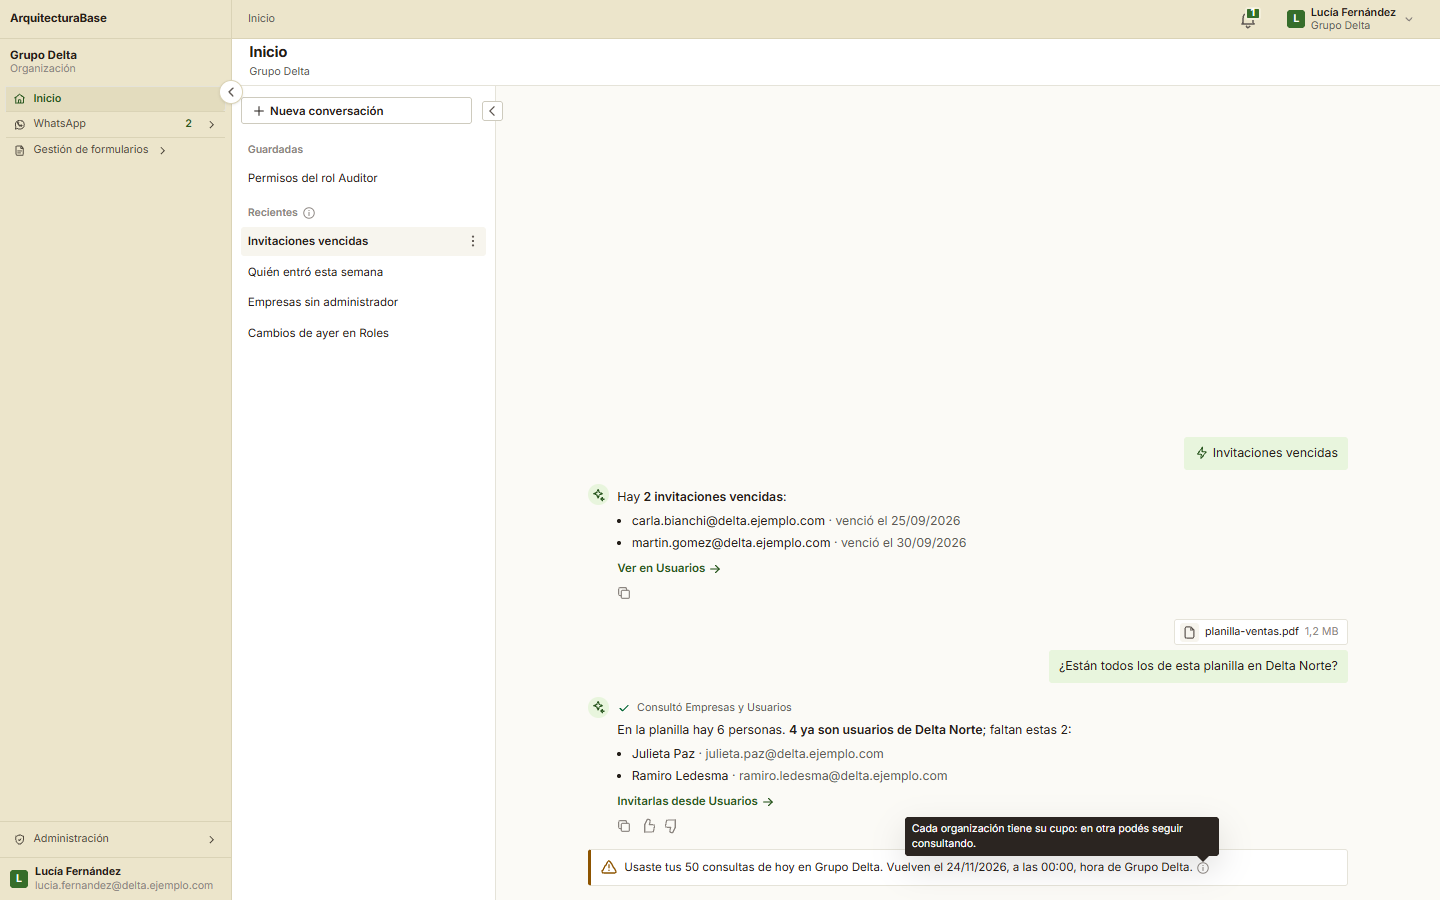 ArquitecturaBase
Inicio
1
L
Lucía Fernández
Grupo Delta
Grupo Delta
Organización
Inicio
WhatsApp 2
Gestión de formularios
Inicio
Grupo Delta
Nueva conversación
Guardadas
Permisos del rol Auditor
Recientes
Invitaciones vencidas
Quién entró esta semana
Empresas sin administrador
Cambios de ayer en Roles
Invitaciones vencidas
Hay 2 invitaciones vencidas:
• carla.bianchi@delta.ejemplo.com · venció el 25/09/2026
• martin.gomez@delta.ejemplo.com · venció el 30/09/2026
Ver en Usuarios →
planilla-ventas.pdf 1,2 MB
¿Están todos los de esta planilla en Delta Norte?
Consultó Empresas y Usuarios
En la planilla hay 6 personas. 4 ya son usuarios de Delta Norte; faltan estas 2:
• Julieta Paz · julieta.paz@delta.ejemplo.com
• Ramiro Ledesma · ramiro.ledesma@delta.ejemplo.com
Invitarlas desde Usuarios →
Cada organización tiene su cupo: en otra podés seguir
consultando.
Usaste tus 50 consultas de hoy en Grupo Delta. Vuelven el 24/11/2026, a las 00:00, hora de Grupo Delta.
Administración
L
Lucía Fernández
lucia.fernandez@delta.ejemplo.com